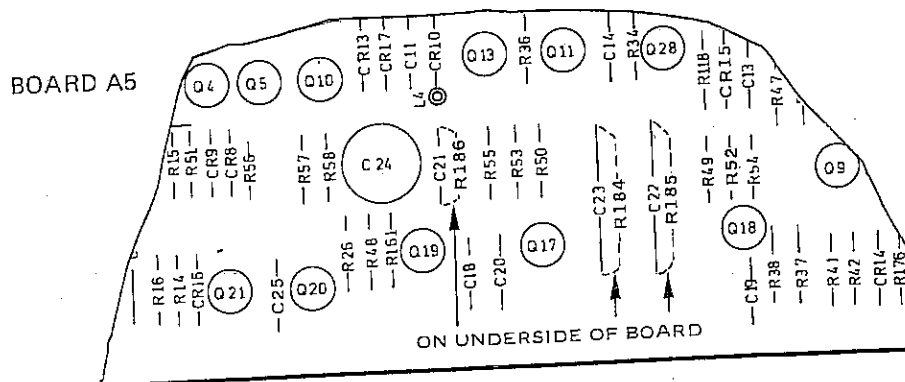 BOARD A5
Q4
Q5
Q10
CR13
CR17
C11
CR10
L4
Q13
R36
Q11
C14
R34
Q28
R118
CR15
C13
R47
R15
R51
CR9
CR8
R56
R57
R58
C24
C21
R186
R55
R53
R50
C23
R184
C22
R185
R49
R52
R54
Q9
R16
R14
CR16
Q21
C25
Q20
R26
R48
R161
Q19
C18
C20
Q17
Q18
C19
R38
R37
R41
R42
CR14
R176
ON UNDERSIDE OF BOARD